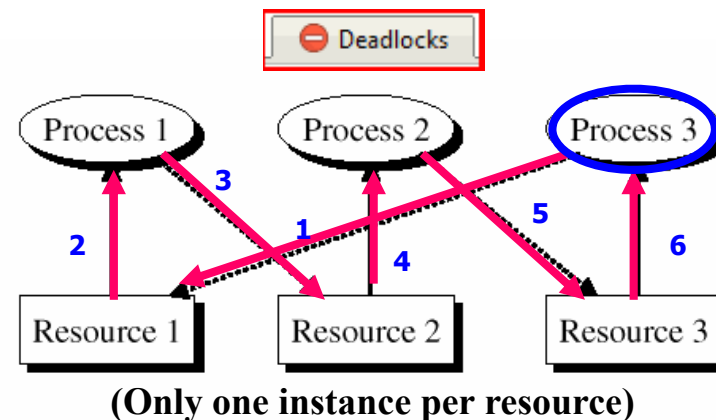 Deadlocks
Process 1 Process 2 Process 3
3
1
5
2
4
6
Resource 1 Resource 2 Resource 3
(Only one instance per resource)